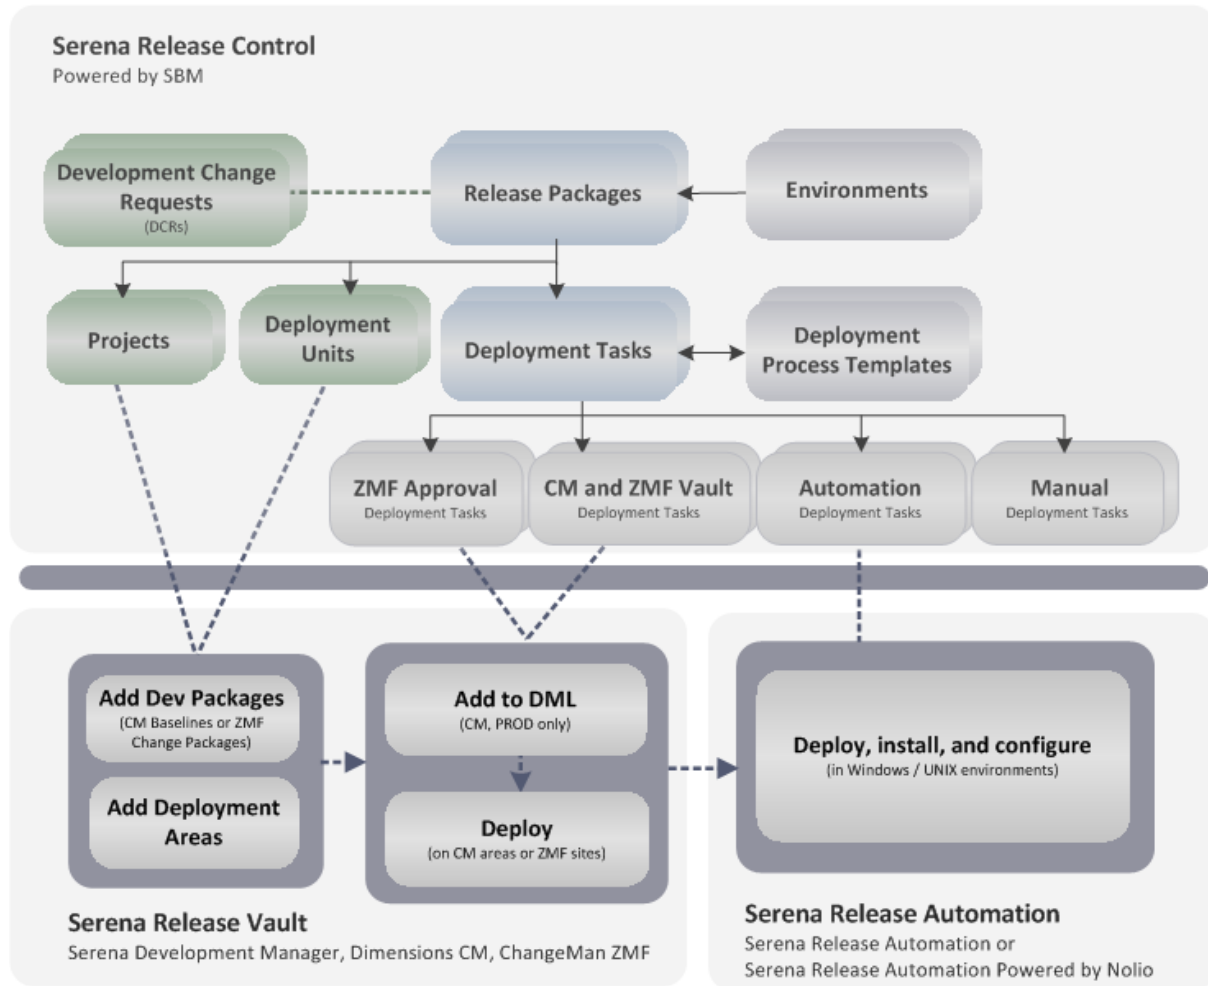 Serena Release Control
Powered by SBM
Development Change
Requests
(DCRs)
Release Packages
Environments
Projects
Deployment
Units
Deployment Tasks
Deployment
Process Templates
ZMF Approval
Deployment Tasks
CM and ZMF Vault
Deployment Tasks
Automation
Deployment Tasks
Manual
Deployment Tasks
Add Dev Packages
(CM Baselines or ZMF
Change Packages)
Add Deployment
Areas
Add to DML
(CM, PROD only)
Deploy
(on CM areas or ZMF sites)
Deploy, install, and configure
(in Windows / UNIX environments)
Serena Release Vault
Serena Development Manager, Dimensions CM, ChangeMan ZMF
Serena Release Automation
Serena Release Automation or
Serena Release Automation Powered by Nolio